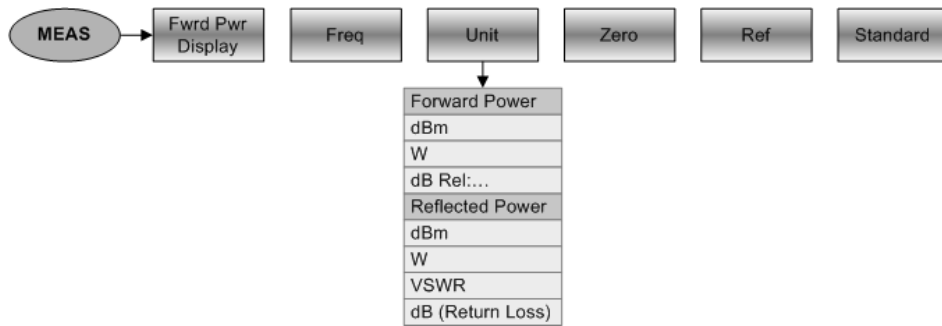 MEAS
Fwrd Pwr
Display
Freq
Unit
Zero
Ref
Standard
Forward Power
dBm
W
dB Rel:...
Reflected Power
dBm
W
VSWR
dB (Return Loss)